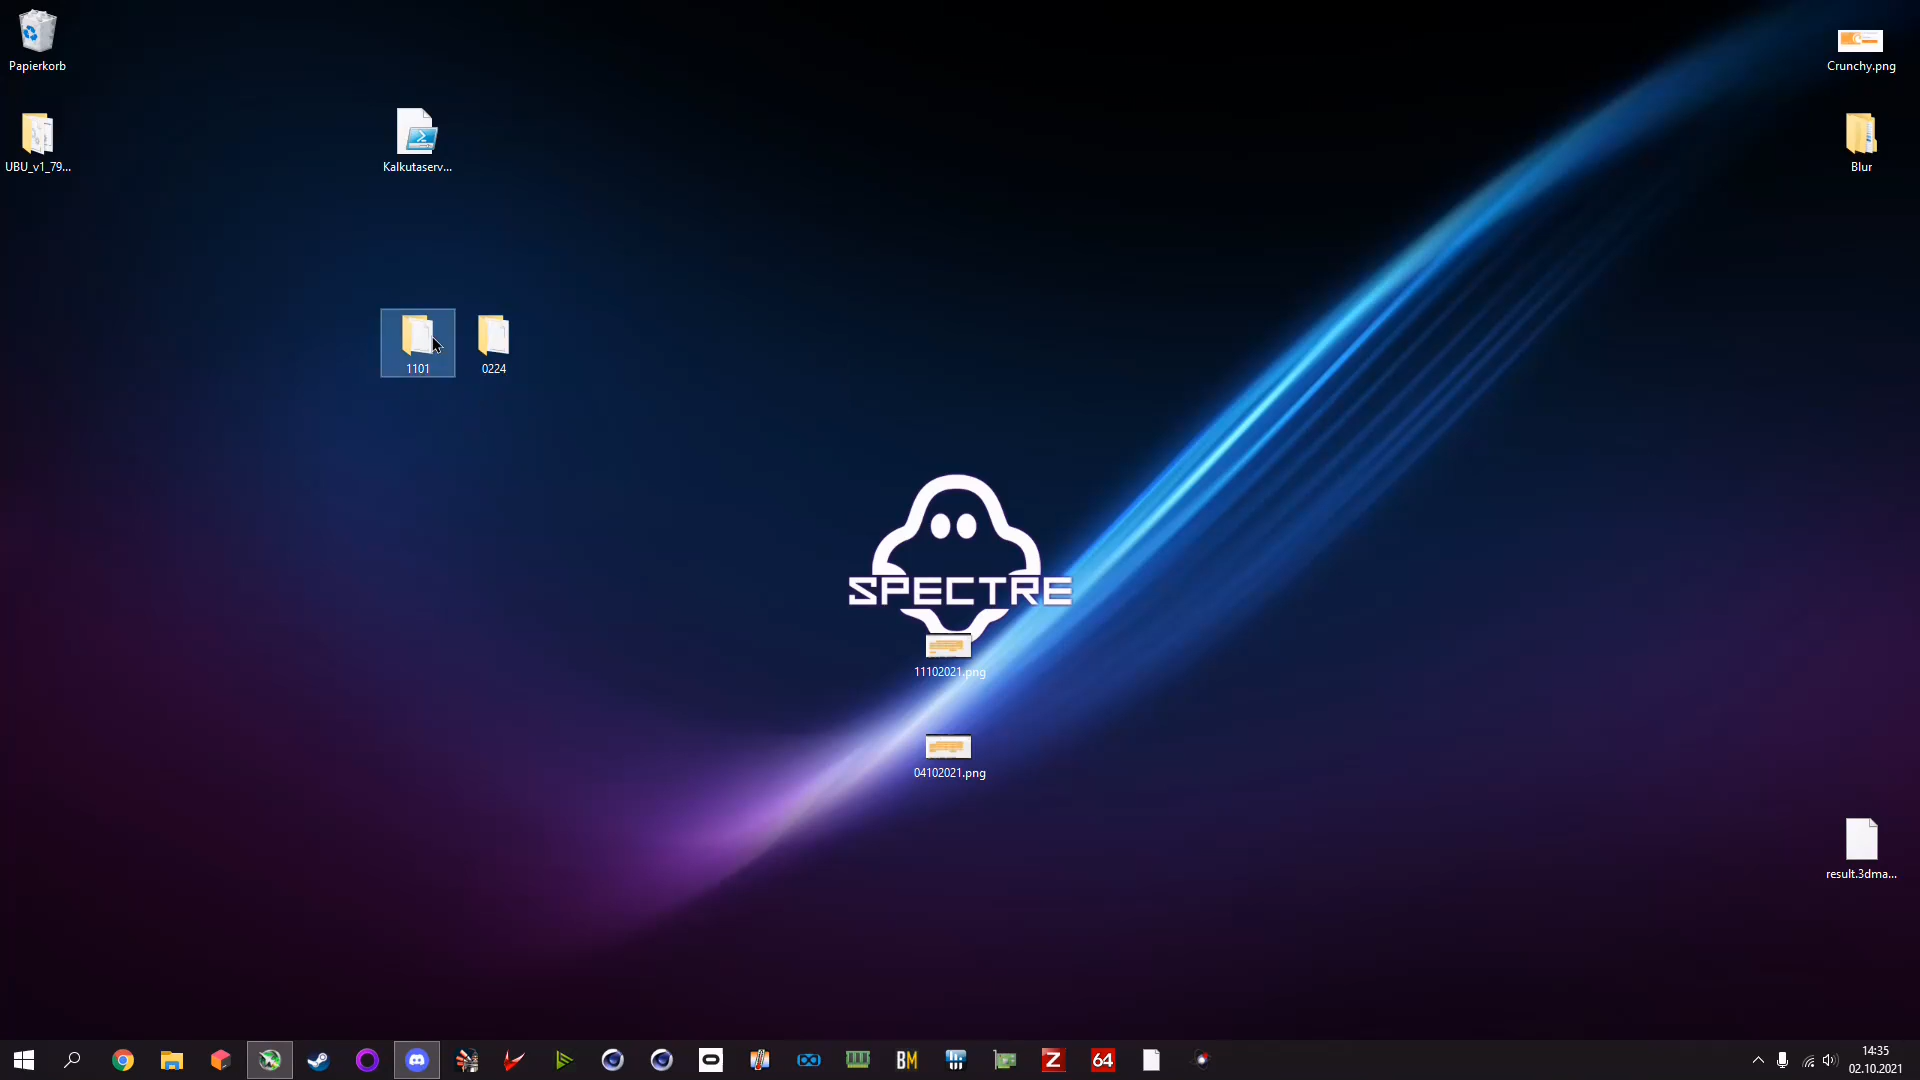 Papierkorb
Crunchy.png
UBU_v1_79...
Kalkutaserv...
Blur
1101
0224
SPECTRE
11102021.png
04102021.png
result.3dma...
BM
Z
64
14:35
02.10.2021